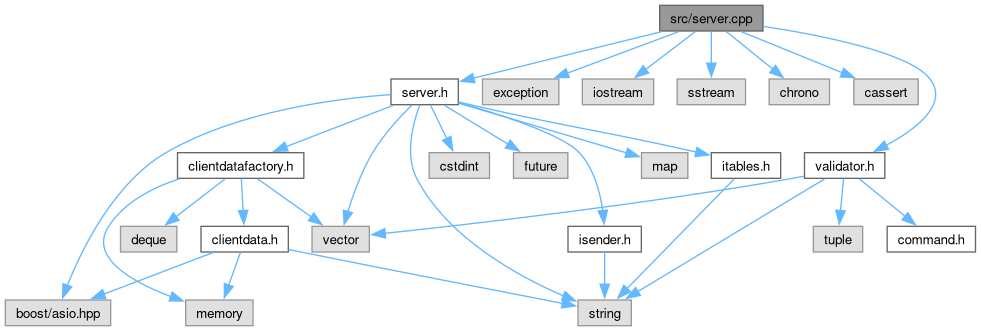 src/server.cpp
server.h
exception
iostream
sstream
chrono
cassert
clientdatafactory.h
cstdint
future
map
itables.h
validator.h
deque
clientdata.h
vector
isender.h
tuple
command.h
boost/asio.hpp
memory
string